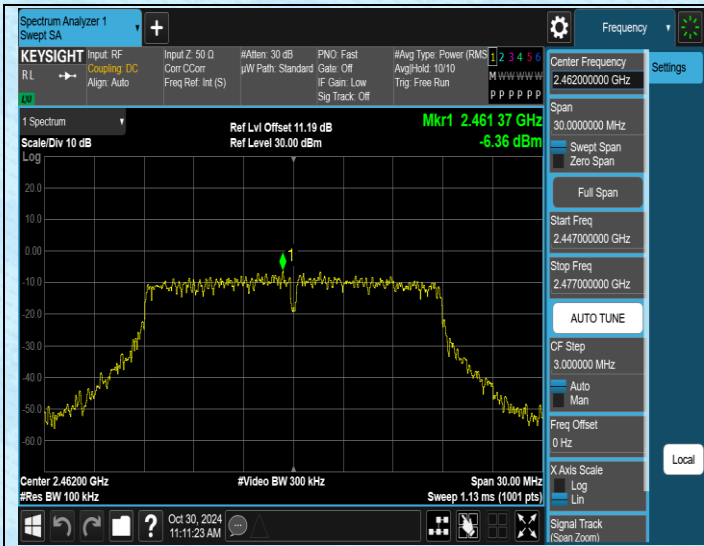 Spectrum Analyzer 1
Swept SA
+
Frequency
KEYSIGHT
RL
LXI
Input: RF
Coupling: DC
Align: Auto
Input Z: 50 Ω
Corr CCorr
Freq Ref: Int (S)
#Atten: 30 dB
µW Path: Standard
PNO: Fast
Gate: Off
IF Gain: Low
Sig Track: Off
#Avg Type: Power (RMS
Avg|Hold: 10/10
Trig: Free Run
1 2 3 4 5 6
M W W W W W
P P P P P P
1 Spectrum
Scale/Div 10 dB
Log
Ref Lvl Offset 11.19 dB
Ref Level 30.00 dBm
Mkr1 2.461 37 GHz
-6.36 dBm
20.0
10.0
0.00
-10.0
-20.0
-30.0
-40.0
-50.0
-60.0
1
Center 2.46200 GHz
#Res BW 100 kHz
#Video BW 300 kHz
Span 30.00 MHz
Sweep 1.13 ms (1001 pts)
?
Oct 30, 2024
11:11:23 AM
Center Frequency
2.462000000 GHz
Span
30.0000000 MHz
Swept Span
Zero Span
Full Span
Start Freq
2.447000000 GHz
Stop Freq
2.477000000 GHz
AUTO TUNE
CF Step
3.000000 MHz
Auto
Man
Freq Offset
0 Hz
X Axis Scale
Log
Lin
Signal Track
(Span Zoom)
Settings
Local